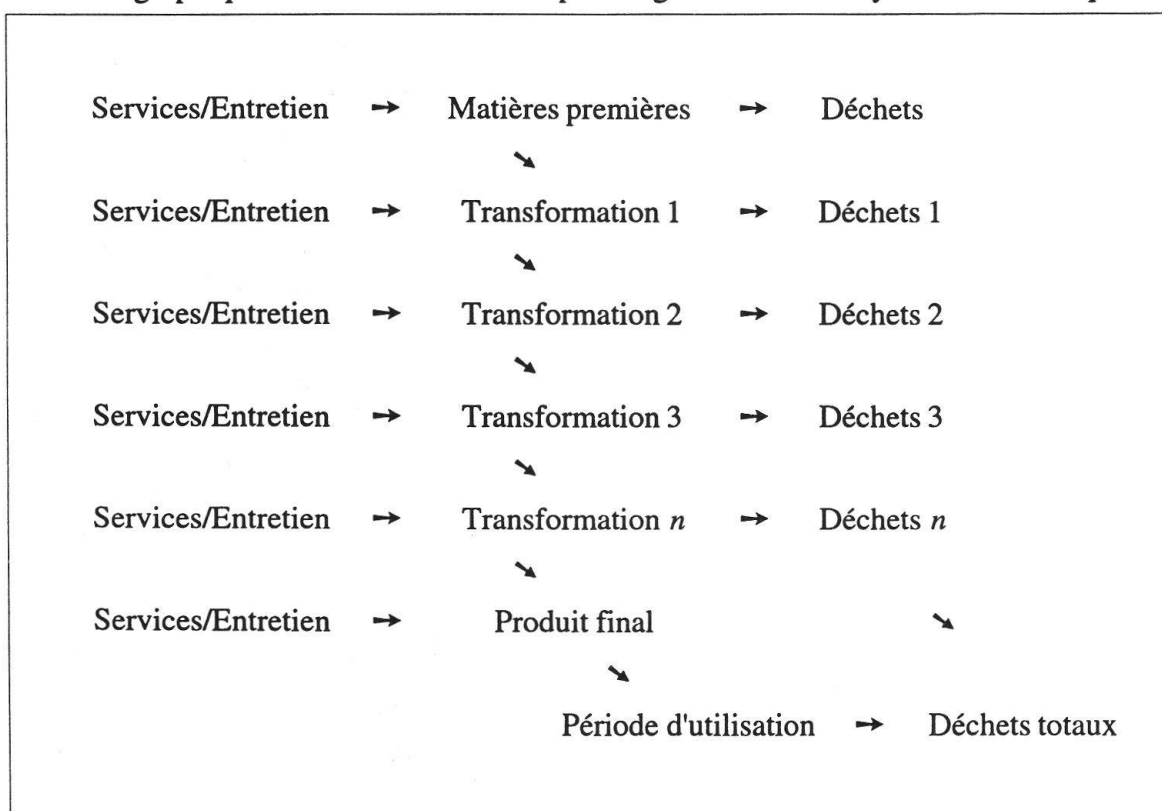 Services/Entretien → Matières premières → Déchets
↘
Services/Entretien → Transformation 1 → Déchets 1
↘
Services/Entretien → Transformation 2 → Déchets 2
↘
Services/Entretien → Transformation 3 → Déchets 3
↘
Services/Entretien → Transformation n → Déchets n
↘
Services/Entretien → Produit final ↘
↘
Période d'utilisation → Déchets totaux